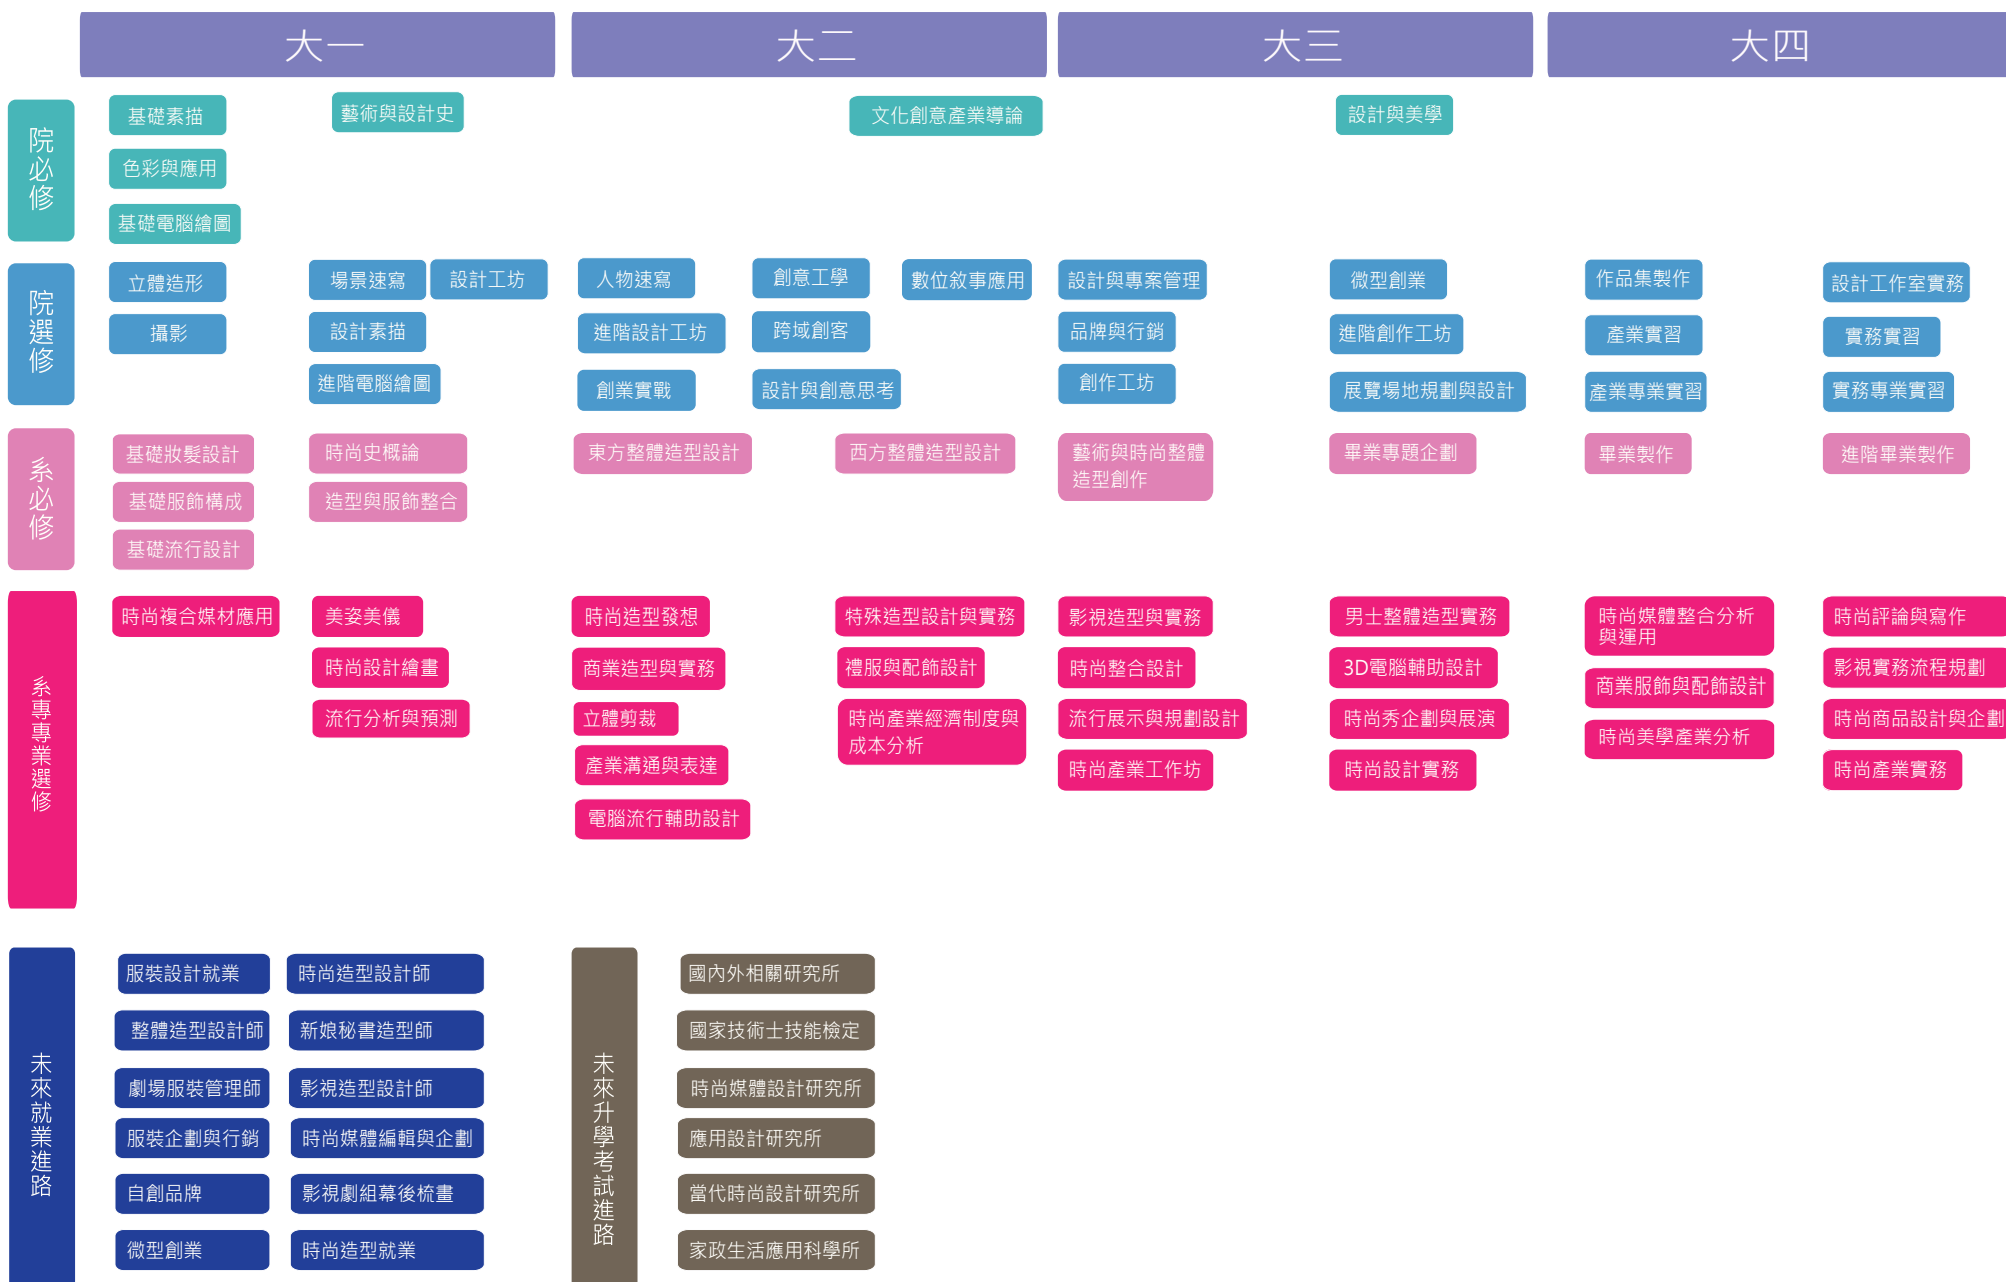 大一
大二
大三
大四
院必修
基礎素描
藝術與設計史
文化創意產業導論
設計與美學
色彩與應用
基礎電腦繪圖
院選修
立體造形
場景速寫
設計工坊
人物速寫
創意工學
數位敘事應用
設計與專案管理
微型創業
作品集製作
設計工作室實務
攝影
設計素描
進階設計工坊
跨域創客
品牌與行銷
進階創作工坊
產業實習
實務實習
進階電腦繪圖
創業實戰
設計與創意思考
創作工坊
展覽場地規劃與設計
產業專業實習
實務專業實習
系必修
基礎妝髮設計
時尚史概論
東方整體造型設計
西方整體造型設計
藝術與時尚整體
造型創作
畢業專題企劃
畢業製作
進階畢業製作
基礎服飾構成
造型與服飾整合
基礎流行設計
系專專業選修
時尚複合媒材應用
美姿美儀
時尚造型發想
特殊造型設計與實務
影視造型與實務
男士整體造型實務
時尚媒體整合分析
與運用
時尚評論與寫作
時尚設計繪畫
商業造型與實務
禮服與配飾設計
時尚整合設計
3D電腦輔助設計
商業服飾與配飾設計
影視實務流程規劃
流行分析與預測
立體剪裁
時尚產業經濟制度與
成本分析
流行展示與規劃設計
時尚秀企劃與展演
時尚美學產業分析
時尚商品設計與企劃
產業溝通與表達
時尚產業工作坊
時尚設計實務
時尚產業實務
電腦流行輔助設計
未來就業進路
服裝設計就業
時尚造型設計師
整體造型設計師
新娘秘書造型師
劇場服裝管理師
影視造型設計師
服裝企劃與行銷
時尚媒體編輯與企劃
自創品牌
影視劇組幕後梳畫
微型創業
時尚造型就業
未來升學考試進路
國內外相關研究所
國家技術士技能檢定
時尚媒體設計研究所
應用設計研究所
當代時尚設計研究所
家政生活應用科學所